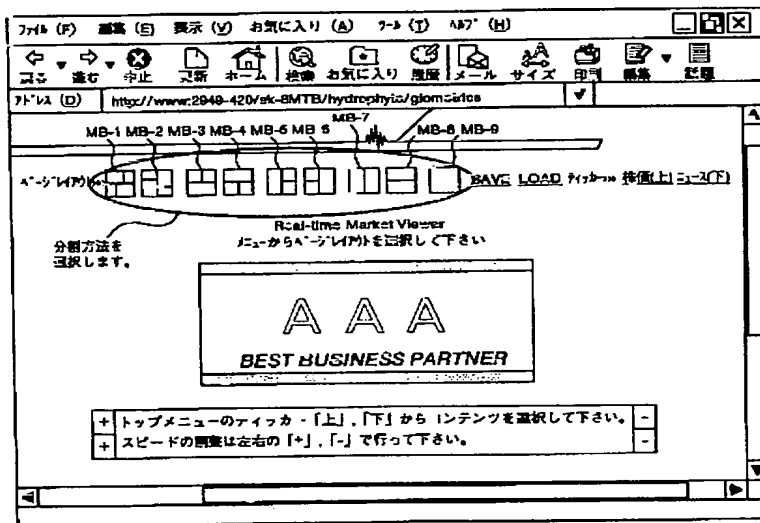 ファイル (F) 編集 (E) 表示 (V) お気に入り (A) ツール (T) ヘルプ (H)
戻る 進む 中止 更新 ホーム 検索 お気に入り 履歴 メール サイズ 印刷 編集
アドレス (D) http://www:2949-420/sk-8MTB/hydrophyto/
MB-7
MB-1 MB-2 MB-3 MB-4 MB-5 MB-6 MB-8 MB-9
ページレイアウト SAVE LOAD 株価(上) ニュース(下)
Real-time Market Viewer
メニューからページレイアウトを選択して下さい
分割方法を
選択します。
A A A
BEST BUSINESS PARTNER
+ トップメニューのティッカー「上」,「下」からコンテンツを選択して下さい。 -
+ スピードの調整は左右の「+」,「-」で行って下さい。 -